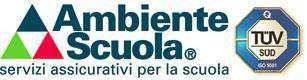 Ambiente
Scuola®
servizi assicurativi per la scuola
TÜV
SÜD
ISO 9001